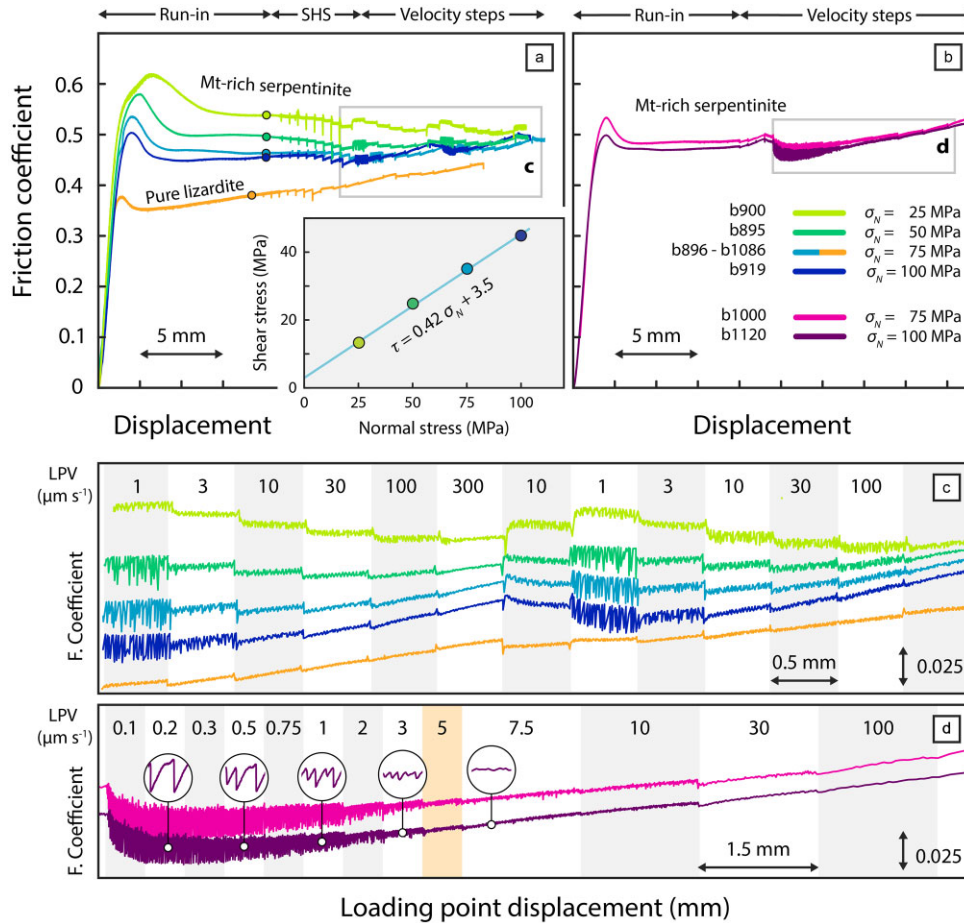 Run-in SHS Velocity steps Run-in Velocity steps
a b
Friction coefficient
0.6
0.5
0.4
0.3
0.2
0.1
0
Mt-rich serpentinite
Pure lizardite
c
5 mm
Shear stress (MPa)
40
20
0
τ = 0.42 σN + 3.5
0 25 50 75 100
Normal stress (MPa)
Displacement
Mt-rich serpentinite
d
b900 σN = 25 MPa
b895 σN = 50 MPa
b896 - b1086 σN = 75 MPa
b919 σN = 100 MPa
b1000 σN = 75 MPa
b1120 σN = 100 MPa
5 mm
Displacement
LPV
(µm s-1)
1 3 10 30 100 300 10 1 3 10 30 100
c
F. Coefficient
0.5 mm
0.025
LPV
(µm s-1)
0.1 0.2 0.3 0.5 0.75 1 2 3 5 7.5 10 30 100
d
F. Coefficient
1.5 mm
0.025
Loading point displacement (mm)